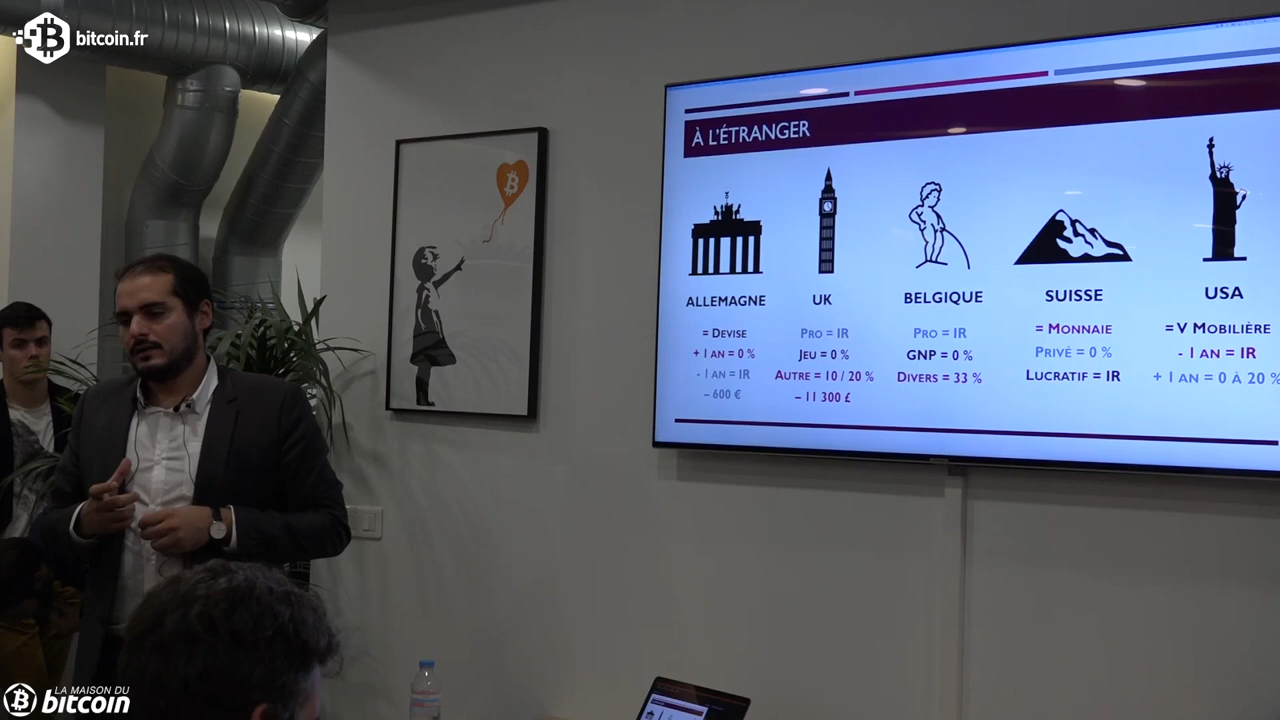 bitcoin.fr
À L'ÉTRANGER
ALLEMAGNE
= DEVISE
+ 1 AN = 0 %
- 1 AN = IR
– 600 €
UK
PRO = IR
JEU = 0 %
AUTRE = 10 / 20 %
– 11 300 £
BELGIQUE
PRO = IR
GNP = 0 %
DIVERS = 33 %
SUISSE
= MONNAIE
PRIVÉ = 0 %
LUCRATIF = IR
USA
= V MOBILIÈRE
- 1 AN = IR
+ 1 AN = 0 À 20 %
LA MAISON DU
bitcoin